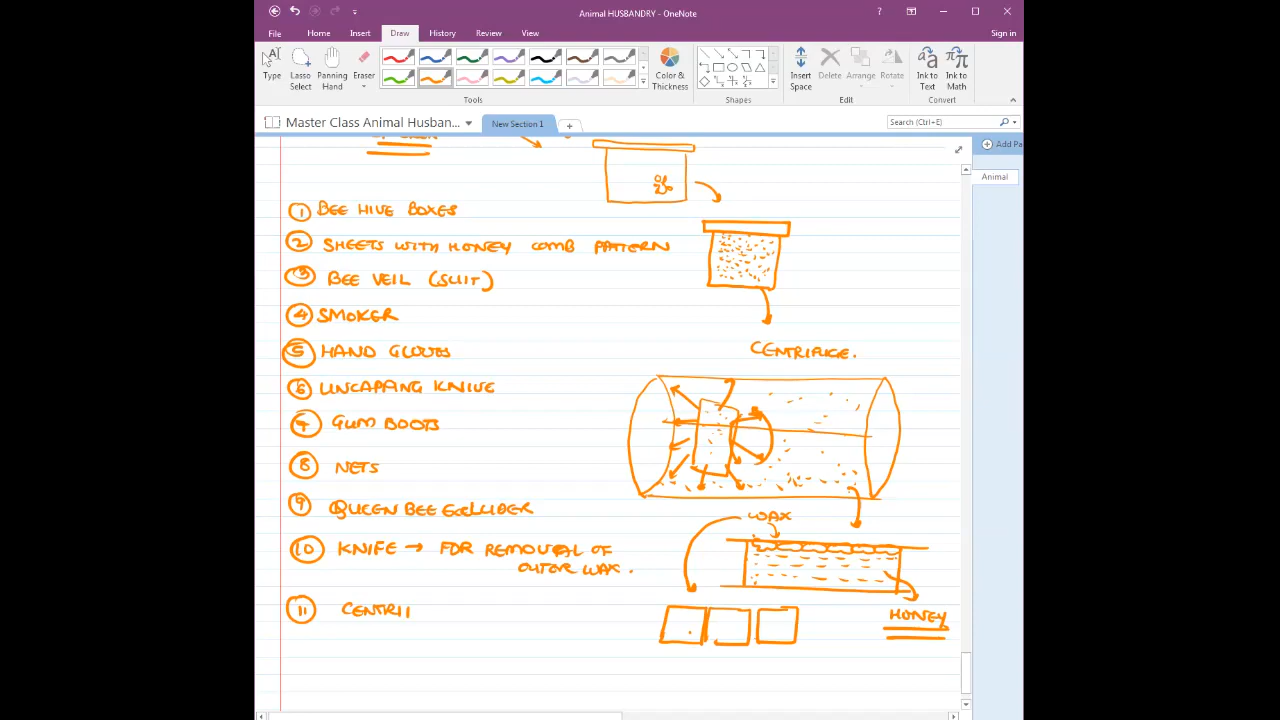 Animal HUSBANDRY - OneNote
?
File Home Insert Draw History Review View
Sign in
Type
Lasso Select
Panning Hand
Eraser
Color & Thickness
Insert Space
Delete
Arrange
Rotate
Ink to Text
Ink to Math
Tools
Shapes
Edit
Convert
Master Class Animal Husban...
New Section 1
Search (Ctrl+E)
Add Pa
Animal
1 BEE HIVE BOXES
2 SHEETS WITH HONEY COMB PATTERN
3 BEE VEIL (SUIT)
4 SMOKER
5 HAND GLOVES
6 UNCAPPING KNIVE
7 GUM BOOTS
8 NETS
9 QUEEN BEE EXCLUDER
10 KNIFE → FOR REMOVAL OF
OUTER WAX.
11 CENTRII
CENTRIFUGE.
WAX
HONEY